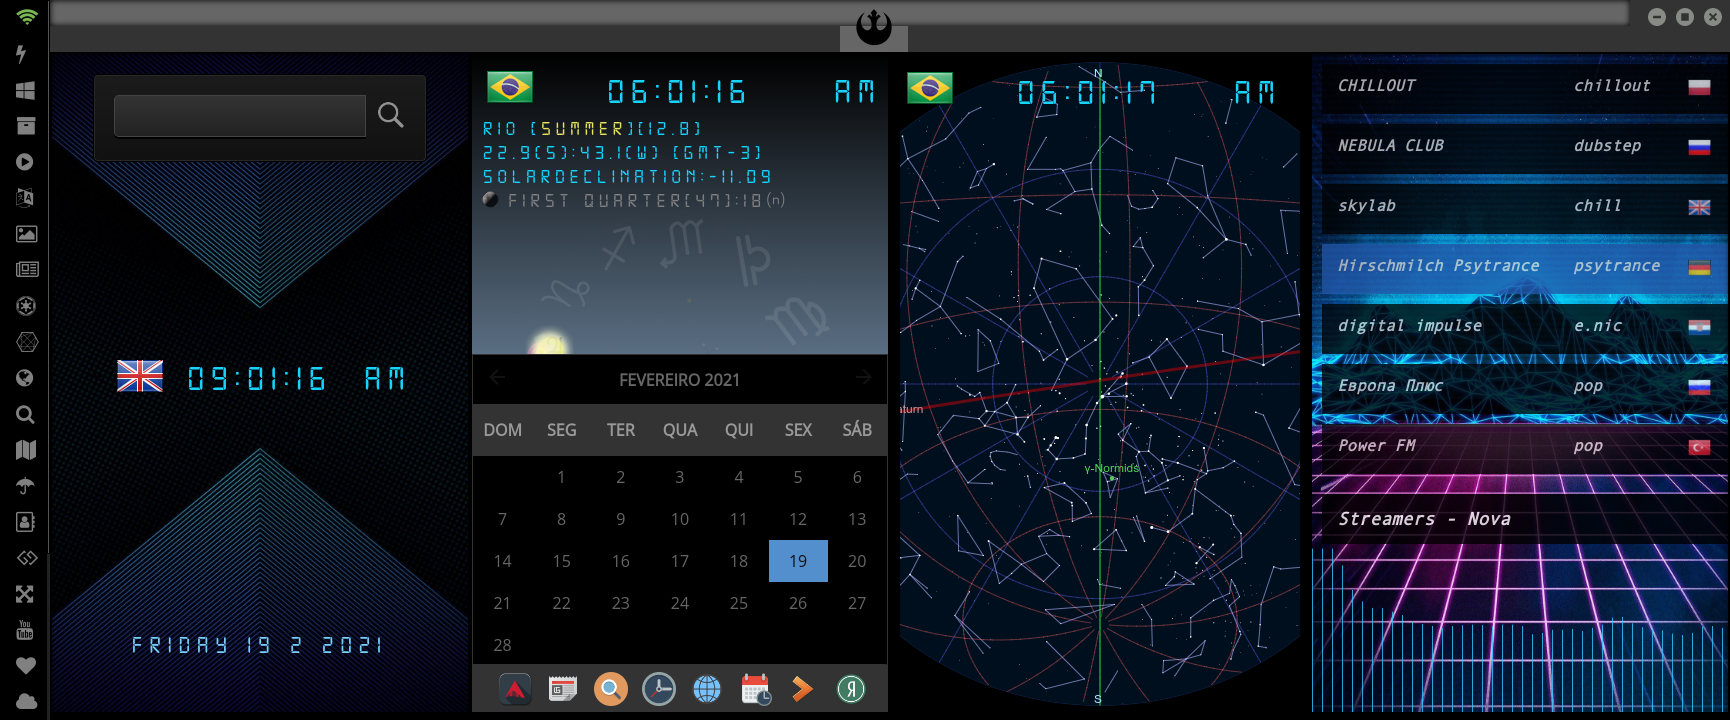 09:01:16 AM
FRIDAY 19 2 2021
06:01:16 AM
RIO (SUMMER)(12.8)
22.9(S):43.1(W) (GMT-3)
SOLARDECLINATION:-11.09
FIRST QUARTER(47):18(n)
FEVEREIRO 2021
DOM SEG TER QUA QUI SEX SÁB
1 2 3 4 5 6
7 8 9 10 11 12 13
14 15 16 17 18 19 20
21 22 23 24 25 26 27
28
N
06:01:17 AM
aturn
γ-Normids
S
CHILLOUT chillout
NEBULA CLUB dubstep
skylab chill
Hirschmilch Psytrance psytrance
digital impulse e.nic
Европа Плюс pop
Power FM pop
Streamers - Nova
You
Tube
Я